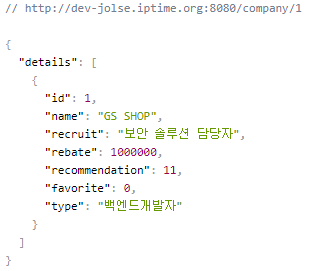 // http://dev-jolse.iptime.org:8080/company/1
{
"details": [
{
"id": 1,
"name": "GS SHOP",
"recruit": "보안 솔루션 담당자",
"rebate": 1000000,
"recommendation": 11,
"favorite": 0,
"type": "백엔드개발자"
}
]
}